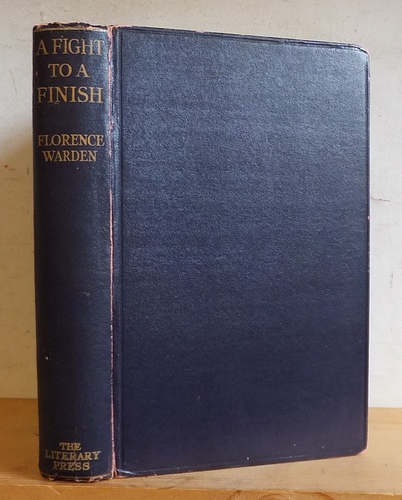 A FIGHT
TO A
FINISH
FLORENCE
WARDEN
THE
LITERARY
PRESS